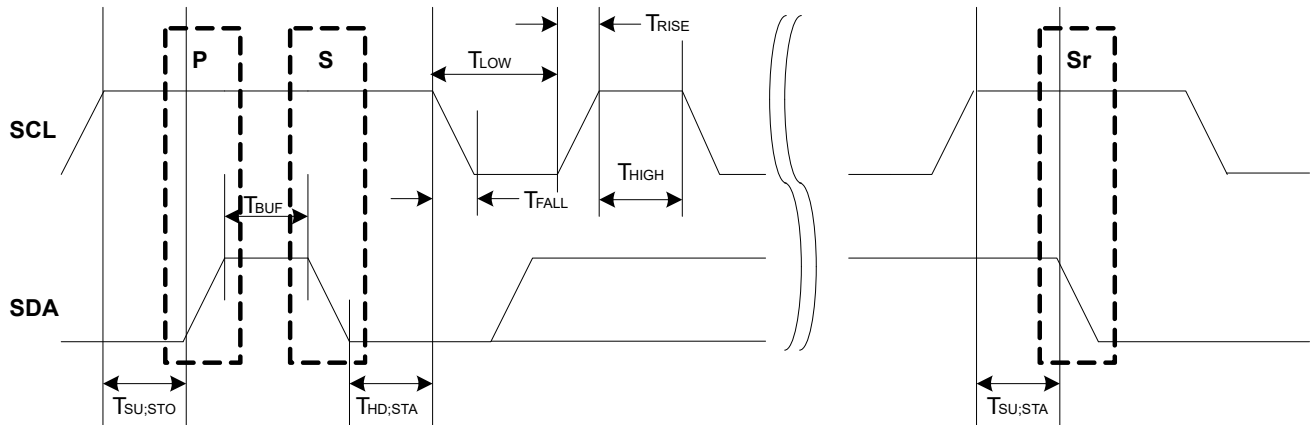 TRISE
P
S
TLOW
Sr
SCL
THIGH
TFALL
TBUF
SDA
TSU;STO
THD;STA
TSU;STA